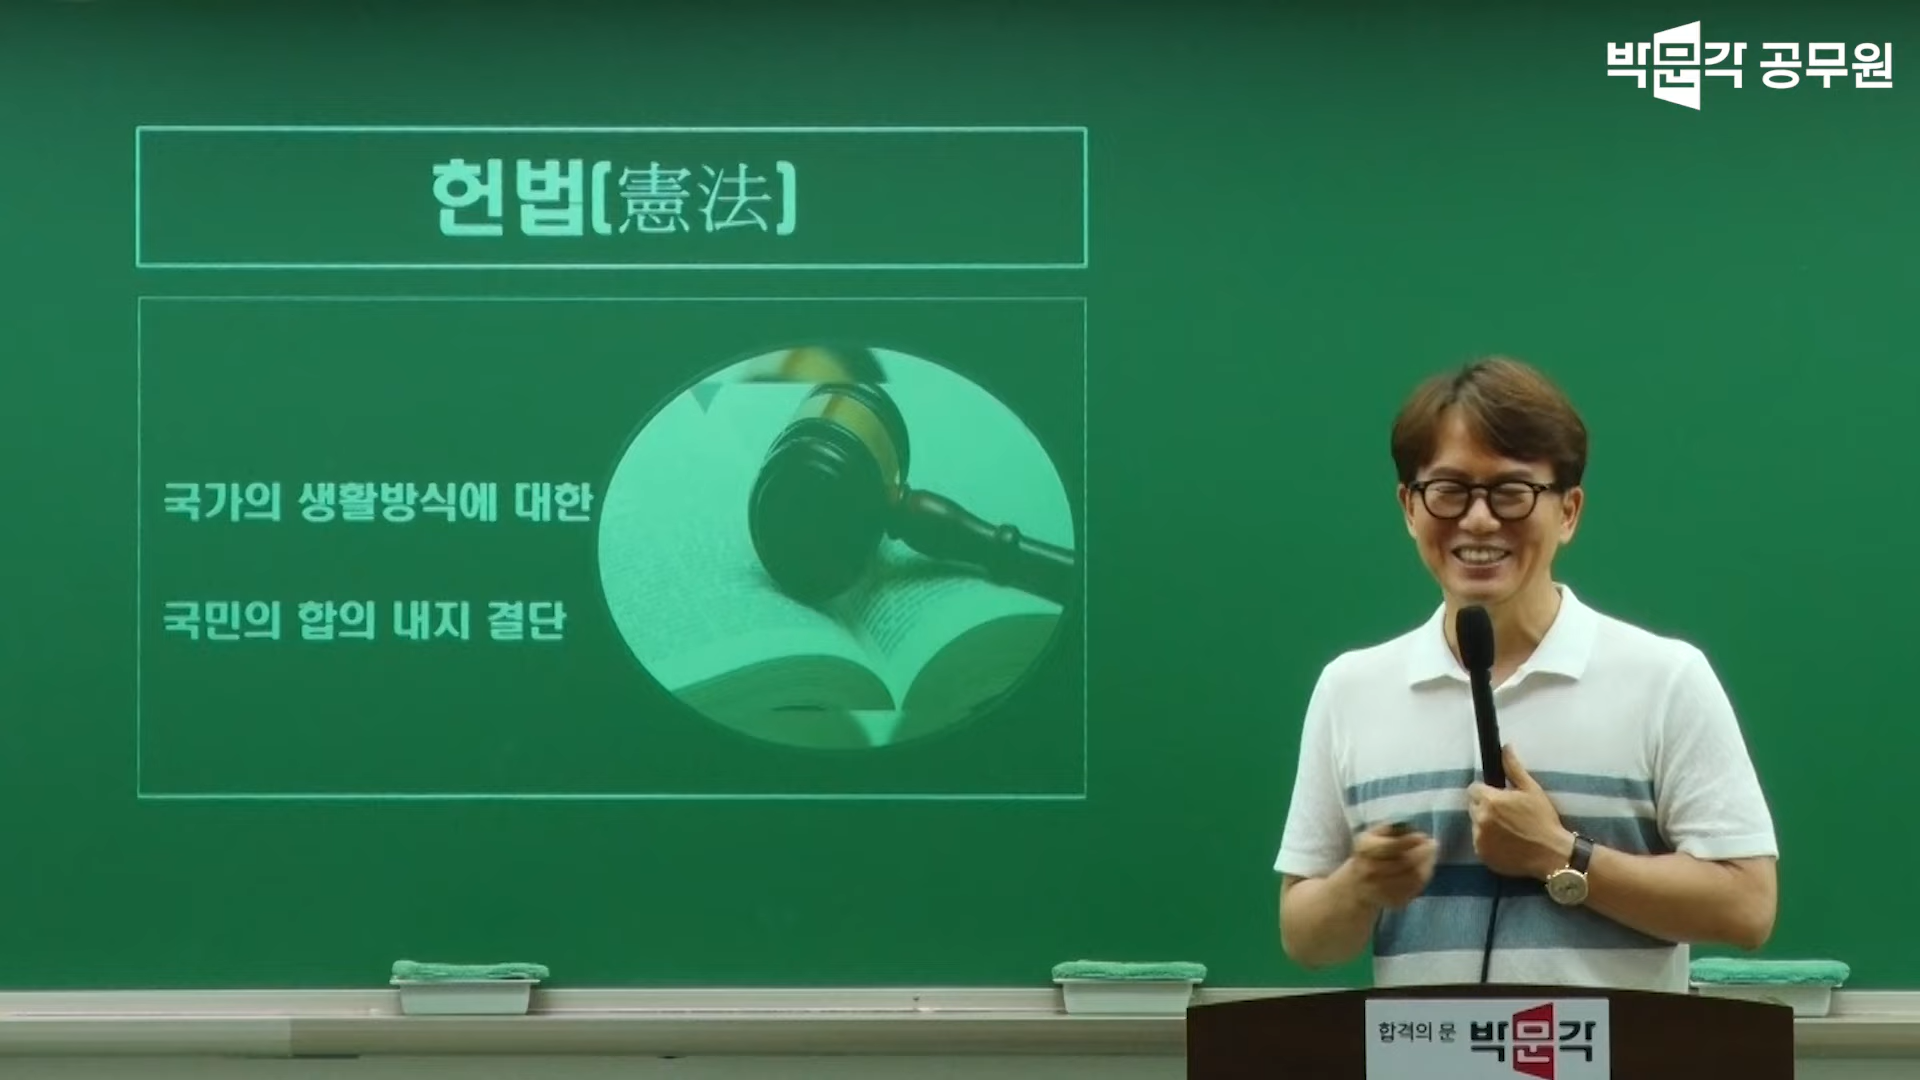 박문각 공무원
헌법(憲法)
국가의 생활방식에 대한
국민의 합의 내지 결단
합격의 문 박문각